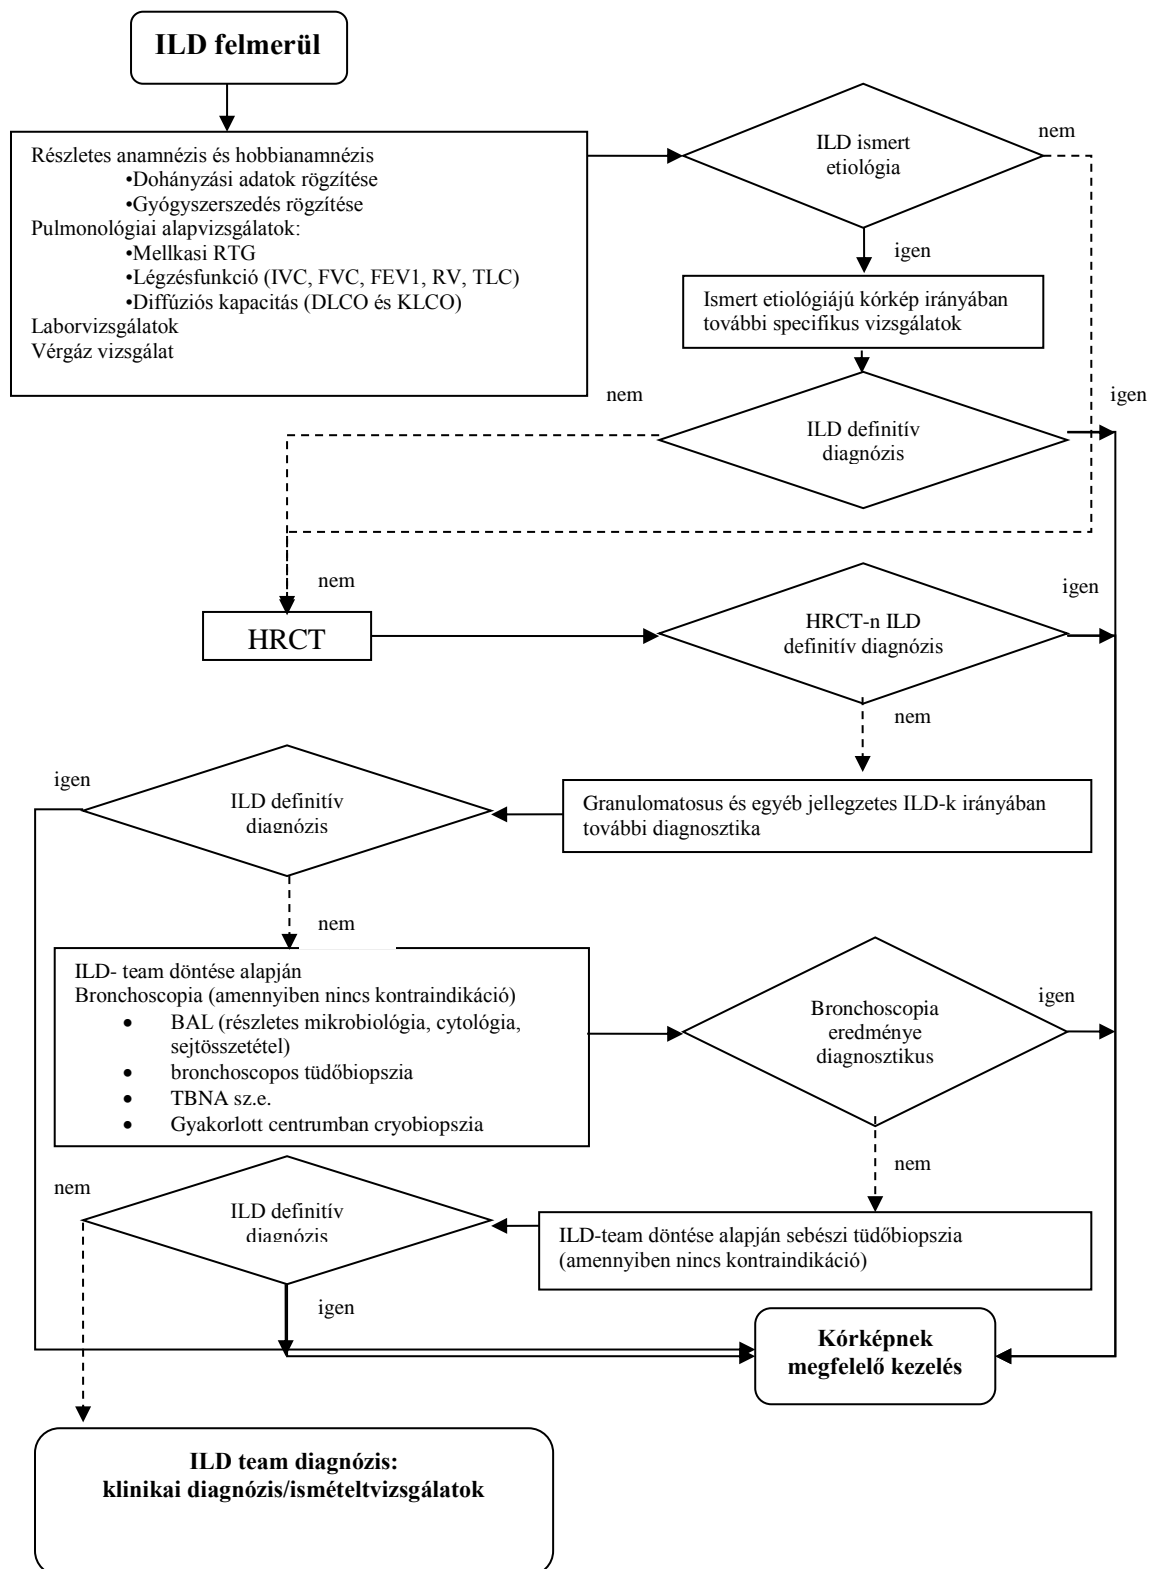 ILD felmerül
Részletes anamnézis és hobbianamnézis
•Dohányzási adatok rögzítése
•Gyógyszerszedés rögzítése
Pulmonológiai alapvizsgálatok:
•Mellkasi RTG
•Légzésfunkció (IVC, FVC, FEV1, RV, TLC)
•Diffúziós kapacitás (DLCO és KLCO)
Laborvizsgálatok
Vérgáz vizsgálat
ILD ismert
etiológia
nem
igen
Ismert etiológiájú kórkép irányában
további specifikus vizsgálatok
nem
igen
ILD definitív
diagnózis
nem
HRCT
igen
HRCT-n ILD
definitív diagnózis
nem
Granulomatosus és egyéb jellegzetes ILD-k irányában
további diagnosztika
igen
ILD definitív
diagnózis
nem
ILD- team döntése alapján
Bronchoscopia (amennyiben nincs kontraindikáció)
• BAL (részletes mikrobiológia, cytológia,
sejtösszetétel)
• bronchoscopos tüdőbiopszia
• TBNA sz.e.
• Gyakorlott centrumban cryobiopszia
igen
Bronchoscopia
eredménye
diagnosztikus
nem
ILD-team döntése alapján sebészi tüdőbiopszia
(amennyiben nincs kontraindikáció)
nem
ILD definitív
diagnózis
igen
Kórképnek
megfelelő kezelés
ILD team diagnózis:
klinikai diagnózis/ismételtvizsgálatok